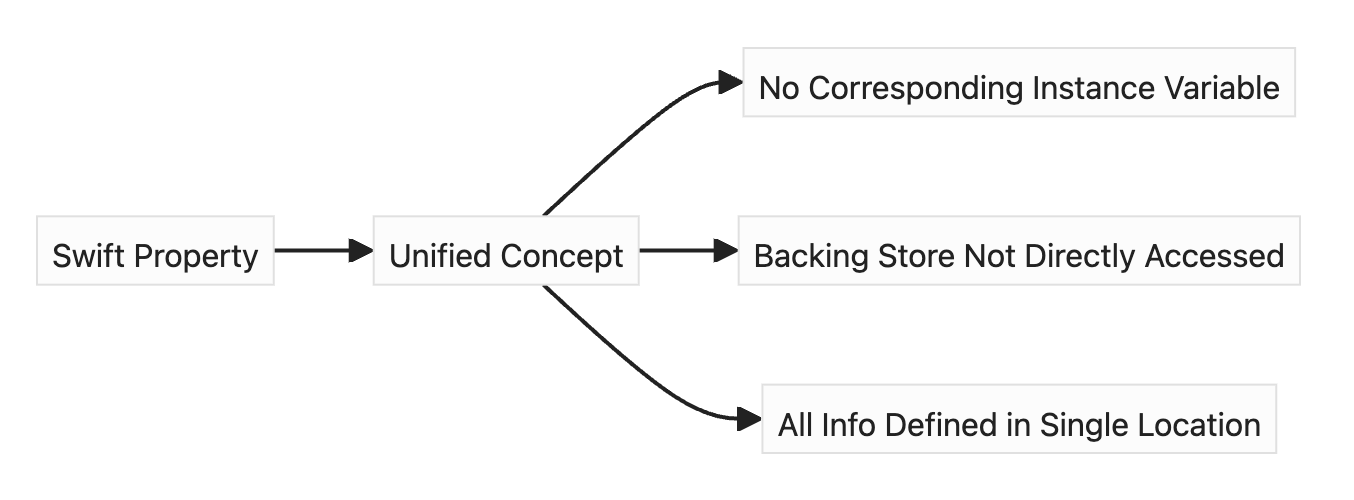 Swift Property
Unified Concept
No Corresponding Instance Variable
Backing Store Not Directly Accessed
All Info Defined in Single Location